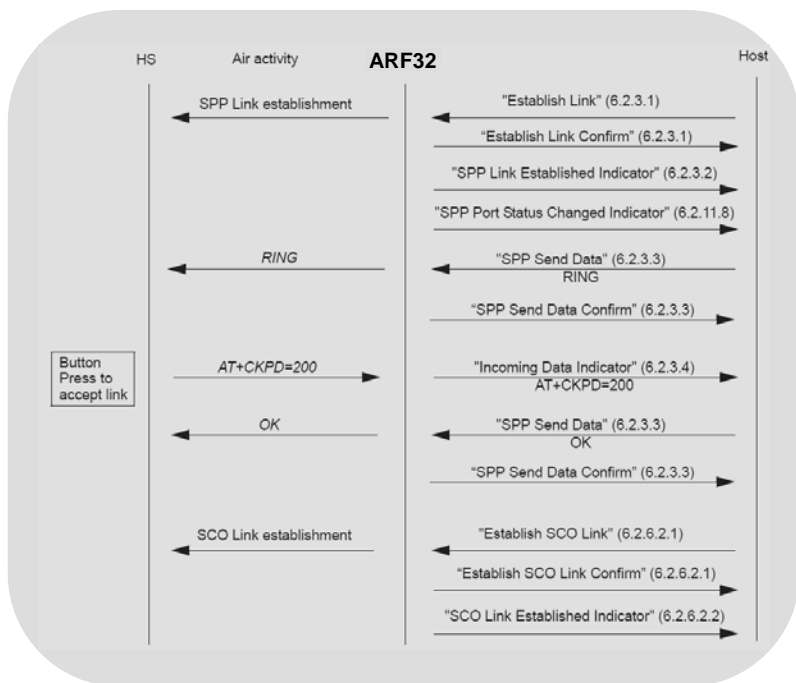 HS Air activity ARF32 Host
SPP Link establishment "Establish Link" (6.2.3.1)
"Establish Link Confirm" (6.2.3.1)
"SPP Link Established Indicator" (6.2.3.2)
"SPP Port Status Changed Indicator" (6.2.11.8)
RING "SPP Send Data" (6.2.3.3)
RING
"SPP Send Data Confirm" (6.2.3.3)
Button
Press to
accept link
AT+CKPD=200 "Incoming Data Indicator" (6.2.3.4)
AT+CKPD=200
OK "SPP Send Data" (6.2.3.3)
OK
"SPP Send Data Confirm" (6.2.3.3)
SCO Link establishment "Establish SCO Link" (6.2.6.2.1)
"Establish SCO Link Confirm" (6.2.6.2.1)
"SCO Link Established Indicator" (6.2.6.2.2)